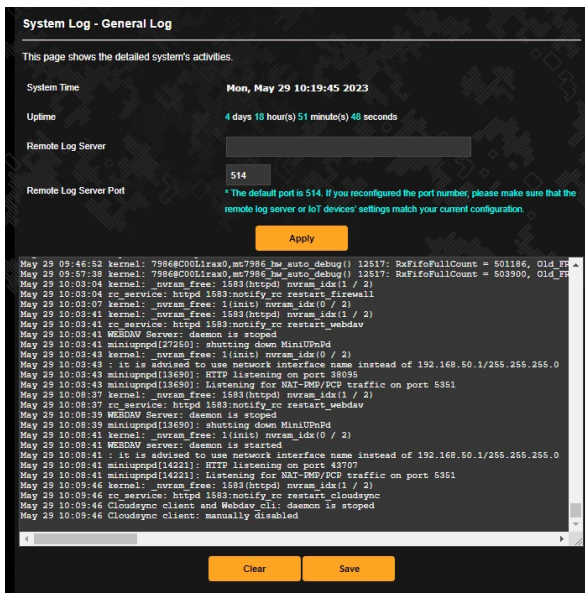 System Log - General Log
This page shows the detailed system's activities.
System Time
Mon, May 29 10:19:45 2023
Uptime
4 days 18 hour(s) 51 minute(s) 48 seconds
Remote Log Server
Remote Log Server Port
514
* The default port is 514. If you reconfigured the port number, please make sure that the
remote log server or IoT devices' settings match your current configuration.
Apply
May 29 09:46:52 kernel: 7986@C00L1rax0,mt7986_hw_auto_debug() 12517: RxFifoFullCount = 501186, Old_FR
May 29 09:57:38 kernel: 7986@C00L1rax0,mt7986_hw_auto_debug() 12517: RxFifoFullCount = 503900, Old_FR
May 29 10:03:04 kernel: _nvram_free: 1583(httpd) nvram_idx(1 / 2)
May 29 10:03:04 rc_service: httpd 1583:notify_rc restart_firewall
May 29 10:03:07 kernel: _nvram_free: 1(init) nvram_idx(0 / 2)
May 29 10:03:41 kernel: _nvram_free: 1583(httpd) nvram_idx(1 / 2)
May 29 10:03:41 rc_service: httpd 1583:notify_rc restart_webdav
May 29 10:03:41 WEBDAV Server: daemon is stoped
May 29 10:03:41 miniupnpd[27250]: shutting down MiniUPnPd
May 29 10:03:43 kernel: _nvram_free: 1(init) nvram_idx(0 / 2)
May 29 10:03:43 : it is advised to use network interface name instead of 192.168.50.1/255.255.255.0
May 29 10:03:43 miniupnpd[13690]: HTTP listening on port 38095
May 29 10:03:43 miniupnpd[13690]: Listening for NAT-PMP/PCP traffic on port 5351
May 29 10:08:37 kernel: _nvram_free: 1583(httpd) nvram_idx(1 / 2)
May 29 10:08:37 rc_service: httpd 1583:notify_rc restart_webdav
May 29 10:08:39 WEBDAV Server: daemon is stoped
May 29 10:08:39 miniupnpd[13690]: shutting down MiniUPnPd
May 29 10:08:41 kernel: _nvram_free: 1(init) nvram_idx(0 / 2)
May 29 10:08:41 WEBDAV server: daemon is started
May 29 10:08:41 : it is advised to use network interface name instead of 192.168.50.1/255.255.255.0
May 29 10:08:41 miniupnpd[14221]: HTTP listening on port 43707
May 29 10:08:41 miniupnpd[14221]: Listening for NAT-PMP/PCP traffic on port 5351
May 29 10:09:46 kernel: _nvram_free: 1583(httpd) nvram_idx(1 / 2)
May 29 10:09:46 rc_service: httpd 1583:notify_rc restart_cloudsync
May 29 10:09:46 Cloudsync client and Webdav_cli: daemon is stoped
May 29 10:09:46 Cloudsync client: manually disabled
Clear
Save